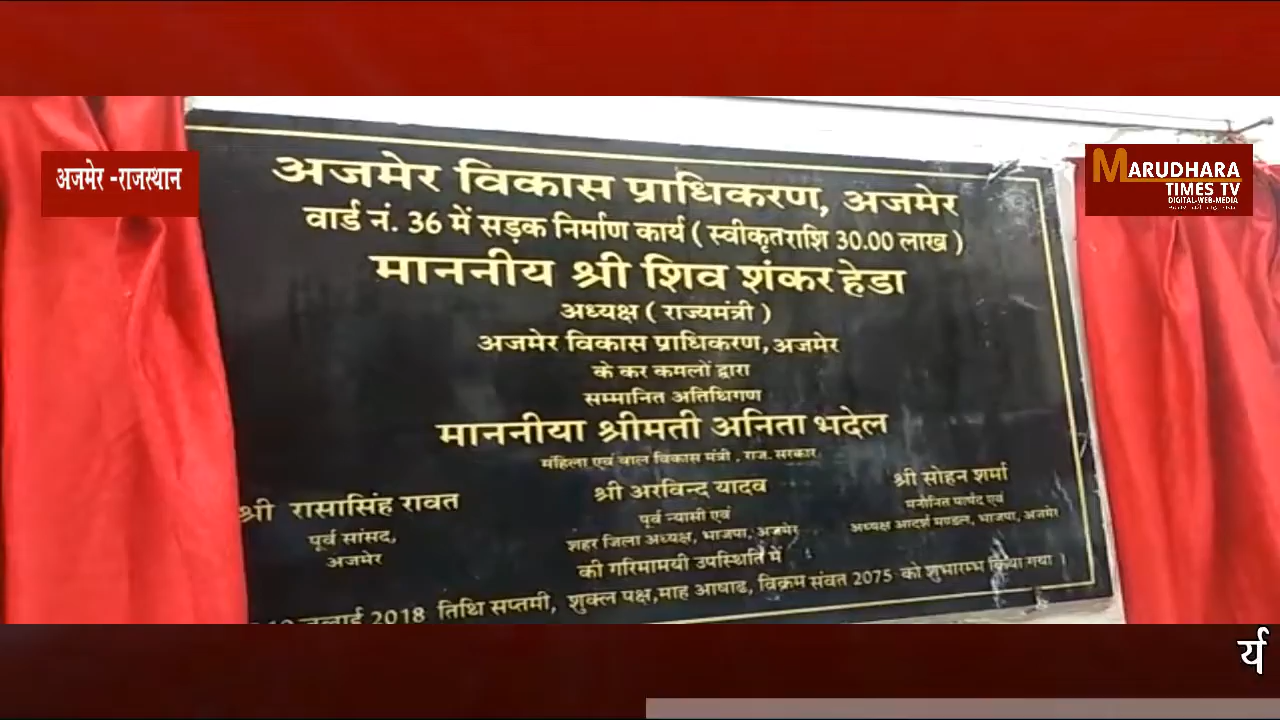 अजमेर -राजस्थान
MARUDHARA
TIMES TV
DIGITAL-WEB-MEDIA
अजमेर विकास प्राधिकरण, अजमेर
वार्ड नं. 36 में सड़क निर्माण कार्य ( स्वीकृतराशि 30.00 लाख )
माननीय श्री शिव शंकर हेडा
अध्यक्ष ( राज्यमंत्री )
अजमेर विकास प्राधिकरण, अजमेर
के कर कमलों द्वारा
सम्मानित अतिथिगण
माननीया श्रीमती अनिता भदेल
महिला एवं बाल विकास मंत्री , राज. सरकार
श्री रासासिंह रावत
पूर्व सांसद,
अजमेर
श्री अरविन्द यादव
पूर्व न्यासी एवं
शहर जिला अध्यक्ष, भाजपा, अजमेर
श्री सोहन शर्मा
मनोनित पार्षद एवं
अध्यक्ष आदर्श मण्डल, भाजपा, अजमेर
की गरिमामयी उपस्थिति में
जुलाई 2018 तिथि सप्तमी, शुक्ल पक्ष,माह आषाढ, विक्रम संवत 2075 को शुभारम्भ किया गया ।
र्य